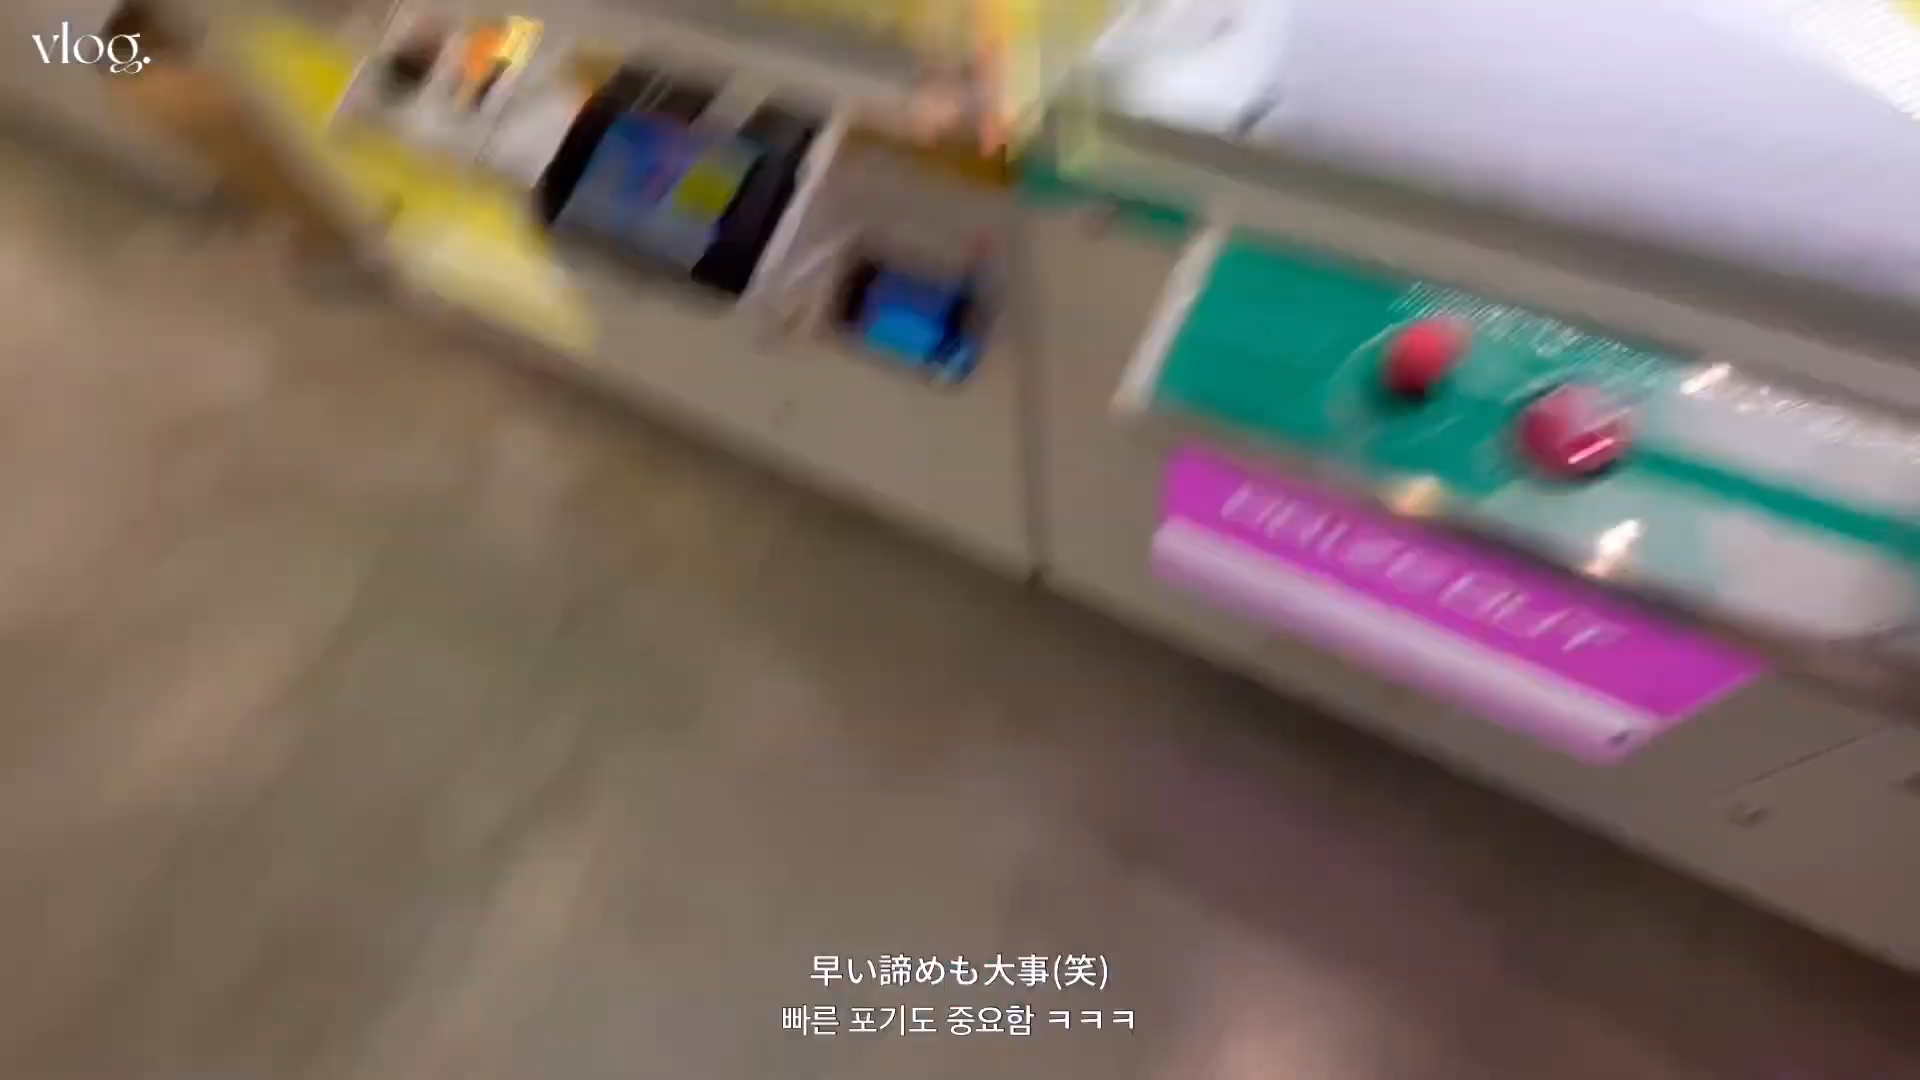 vlog.
早い諦めも大事(笑)
빠른 포기도 중요함 ㅋㅋㅋ